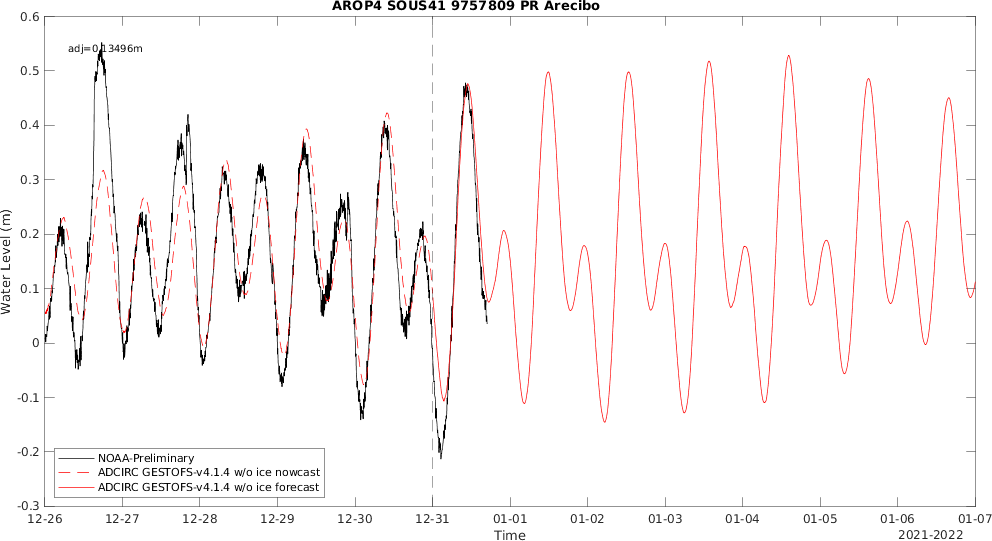 AROP4 SOUS41 9757809 PR Arecibo
adj=0.13496m
Water Level (m)
0.6
0.5
0.4
0.3
0.2
0.1
0
-0.1
-0.2
-0.3
NOAA-Preliminary
ADCIRC GESTOFS-v4.1.4 w/o ice nowcast
ADCIRC GESTOFS-v4.1.4 w/o ice forecast
12-26 12-27 12-28 12-29 12-30 12-31 01-01 01-02 01-03 01-04 01-05 01-06 01-07
Time
2021-2022